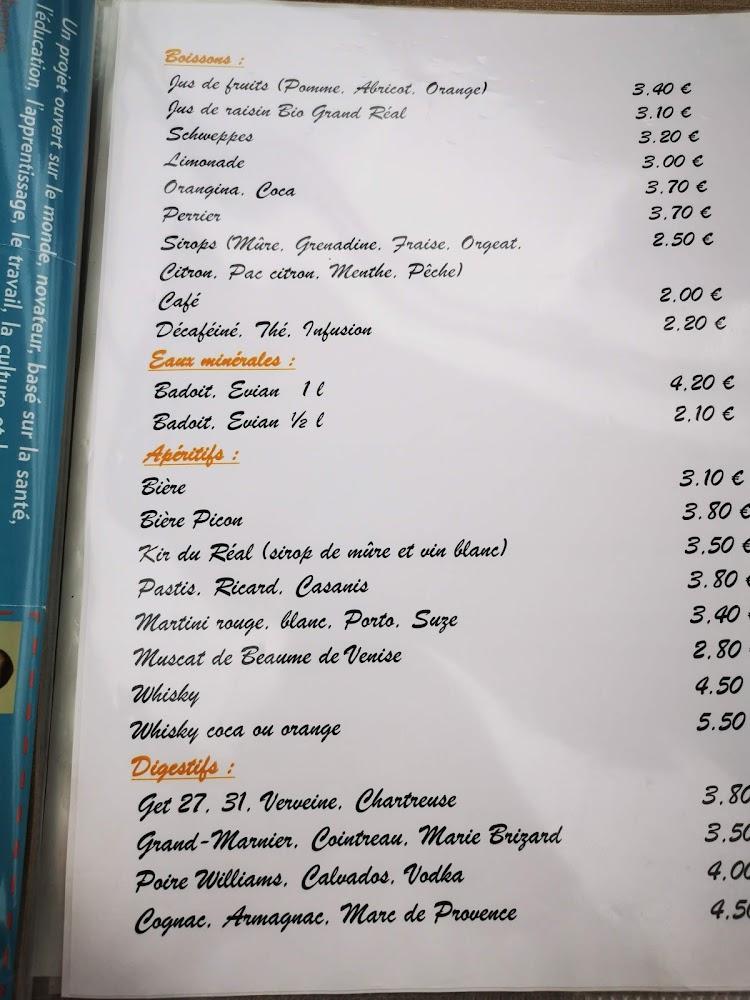 Un projet ouvert sur le monde, novateur, basé sur la santé,
l'éducation, l'apprentissage, le travail, la culture et
Boissons :
Jus de fruits (Pomme, Abricot, Orange) 3.40 €
Jus de raisin Bio Grand Réal 3.10 €
Schweppes 3.20 €
Limonade 3.00 €
Orangina, Coca 3.70 €
Perrier 3.70 €
Sirops (Mûre, Grenadine, Fraise, Orgeat, 2.50 €
Citron, Pac citron, Menthe, Pêche)
Café 2.00 €
Décaféiné, Thé, Infusion 2.20 €
Eaux minérales :
Badoit, Evian 1 l 4.20 €
Badoit, Evian ½ l 2,10 €
Apéritifs :
Bière 3.10 €
Bière Picon 3.80 €
Kir du Réal (sirop de mûre et vin blanc) 3,50 €
Pastis, Ricard, Casanis 3.80 €
Martini rouge, blanc, Porto, Suze 3,40
Muscat de Beaume de Venise 2,80
Whisky 4.50
Whisky coca ou orange 5.50
Digestifs :
Get 27, 31, Verveine, Chartreuse 3,80
Grand-Marnier, Cointreau, Marie Brizard 3.50
Poire Williams, Calvados, Vodka 4,00
Cognac, Armagnac, Marc de Provence 4,50